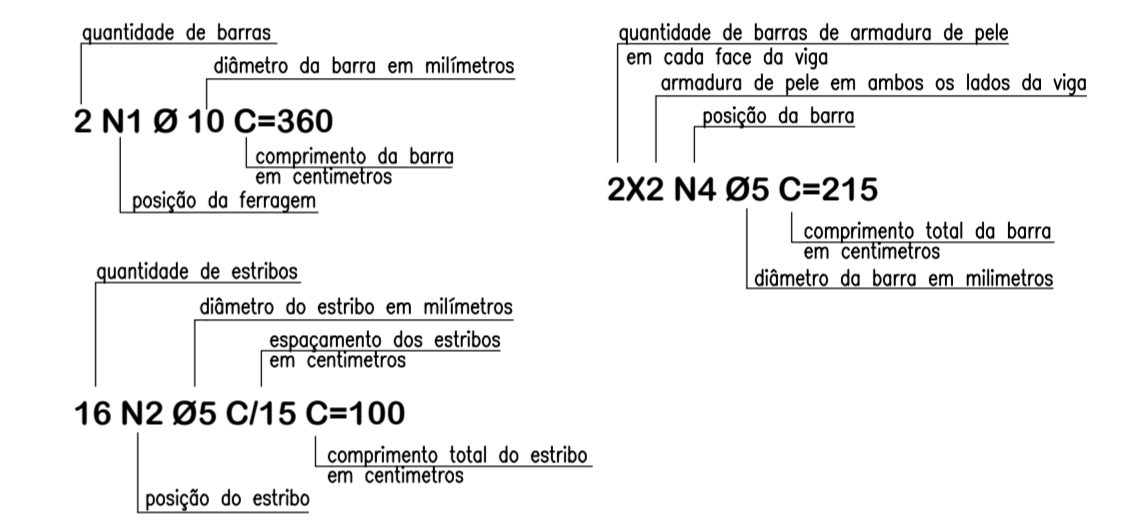 quantidade de barras
diâmetro da barra em milímetros
2 N1 Ø 10 C=360
comprimento da barra
em centimetros
posição da ferragem
quantidade de barras de armadura de pele
em cada face da viga
armadura de pele em ambos os lados da viga
posição da barra
2X2 N4 Ø5 C=215
comprimento total da barra
em centimetros
diâmetro da barra em milimetros
quantidade de estribos
diâmetro do estribo em milímetros
espaçamento dos estribos
em centimetros
16 N2 Ø5 C/15 C=100
comprimento total do estribo
em centimetros
posição do estribo